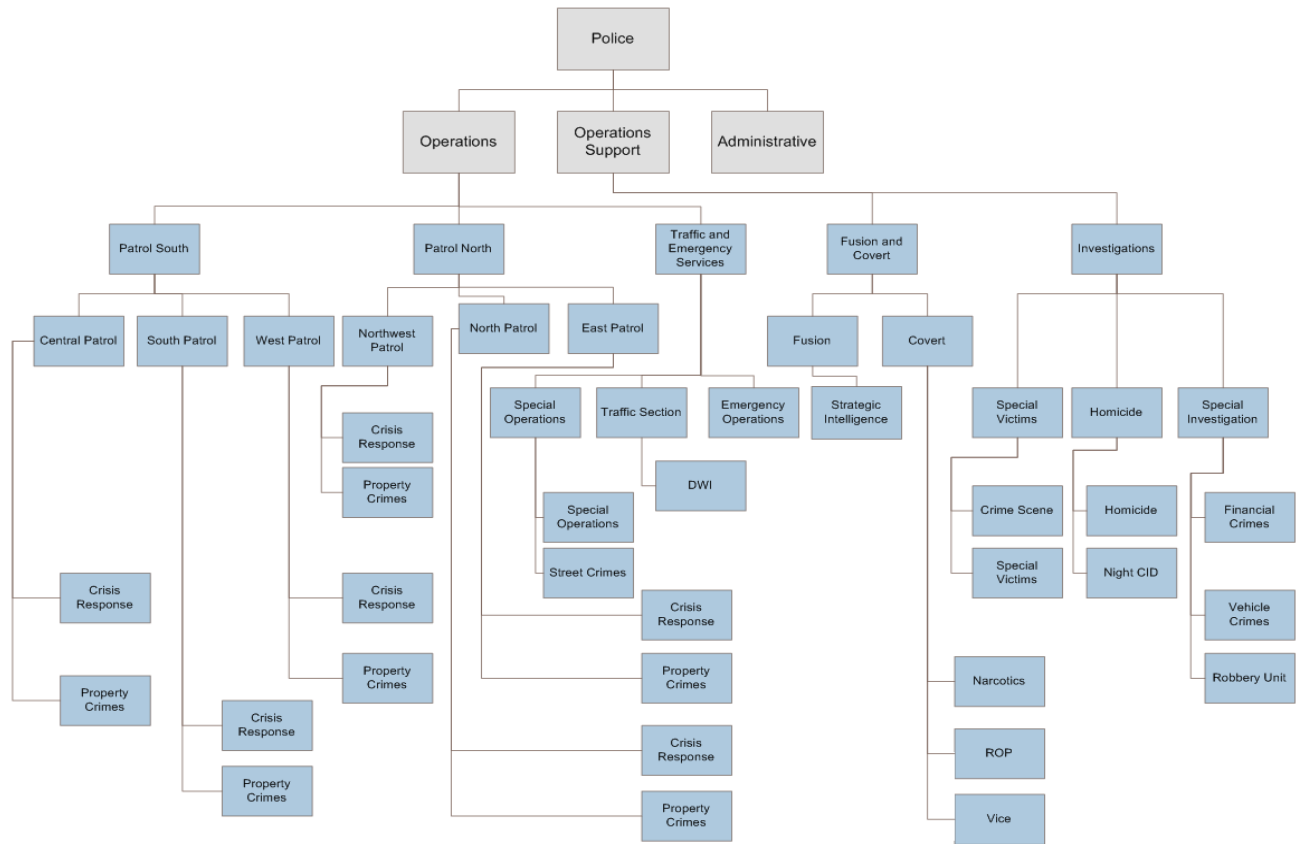 Police
Operations
Operations
Support
Administrative
Patrol South
Patrol North
Traffic and
Emergency
Services
Fusion and
Covert
Investigations
Central Patrol
South Patrol
West Patrol
Northwest
Patrol
North Patrol
East Patrol
Fusion
Covert
Special
Operations
Traffic Section
Emergency
Operations
Strategic
Intelligence
Special
Victims
Homicide
Special
Investigation
Crisis
Response
Property
Crimes
DWI
Special
Operations
Street Crimes
Crime Scene
Homicide
Financial
Crimes
Special
Victims
Night CID
Crisis
Response
Crisis
Response
Crisis
Response
Vehicle
Crimes
Property
Crimes
Property
Crimes
Property
Crimes
Narcotics
Robbery Unit
Crisis
Response
Crisis
Response
ROP
Property
Crimes
Property
Crimes
Vice